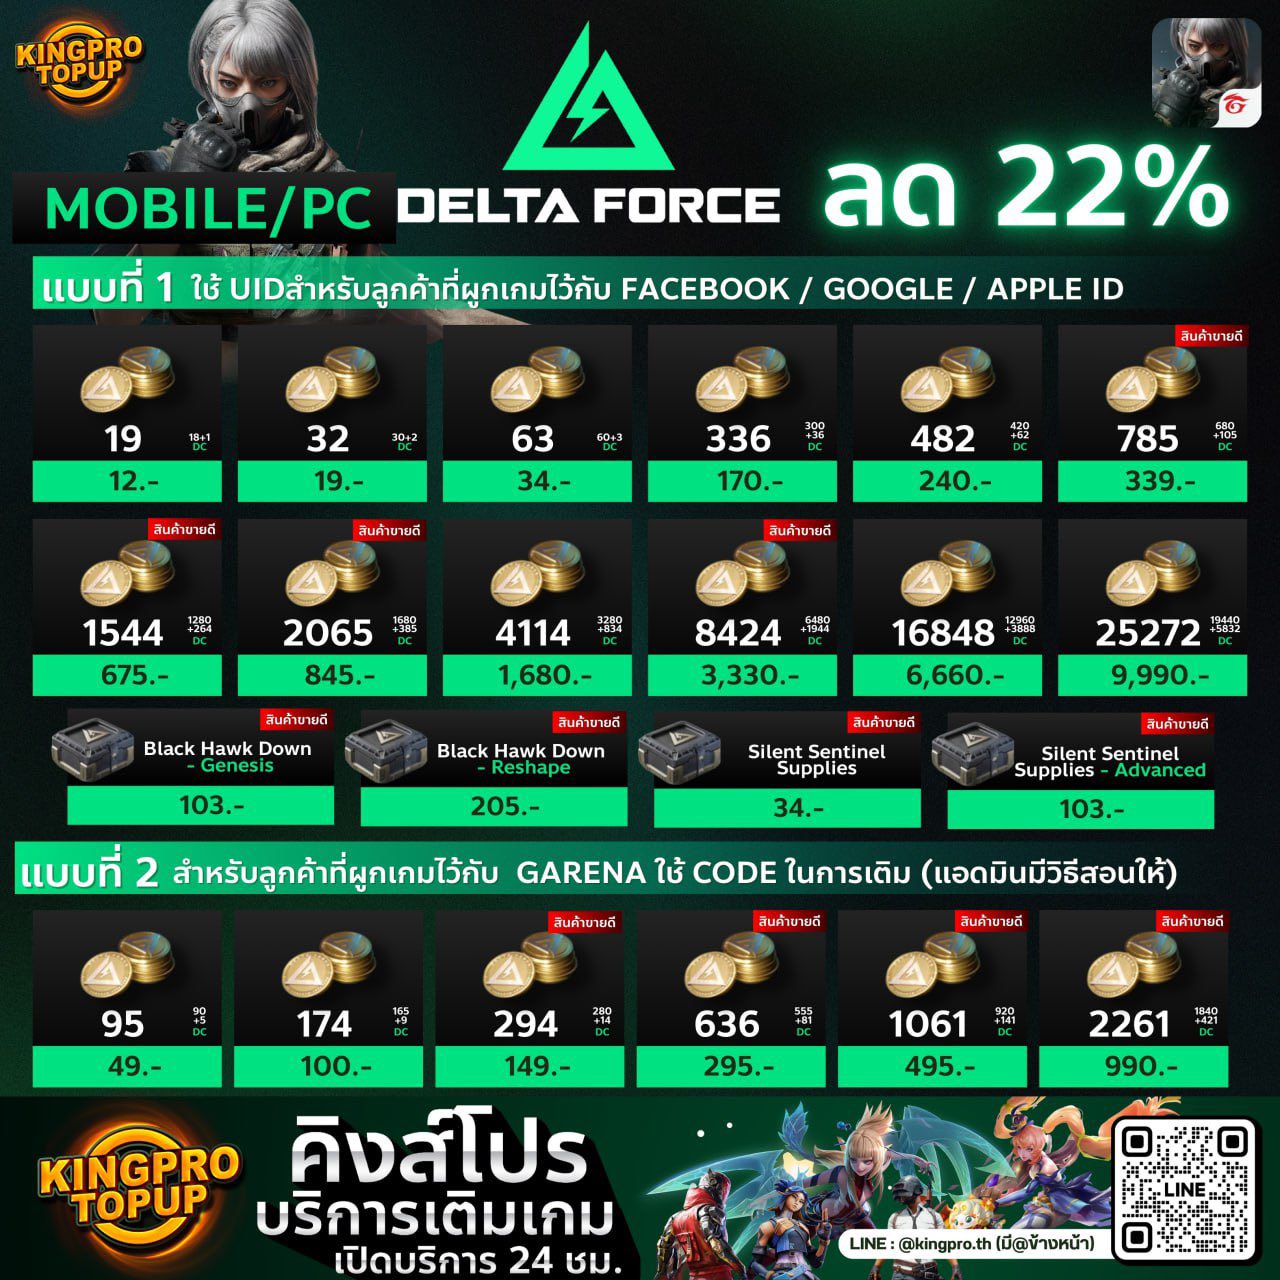 KINGPRO
TOPUP
MOBILE/PC
DELTA FORCE
ลด 22%
แบบที่ 1 ใช้ UIDสำหรับลูกค้าที่ผูกเกมไว้กับ FACEBOOK / GOOGLE / APPLE ID
19
18+1
DC
12.-
32
30+2
DC
19.-
63
60+3
DC
34.-
336
300
+36
DC
170.-
482
420
+62
DC
240.-
สินค้าขายดี
785
680
+105
DC
339.-
สินค้าขายดี
1544
1280
+264
DC
675.-
สินค้าขายดี
2065
1680
+385
DC
845.-
4114
3280
+834
DC
1,680.-
สินค้าขายดี
8424
6480
+1944
DC
3,330.-
16848
12960
+3888
DC
6,660.-
25272
19440
+5832
DC
9,990.-
สินค้าขายดี
Black Hawk Down
- Genesis
103.-
สินค้าขายดี
Black Hawk Down
- Reshape
205.-
สินค้าขายดี
Silent Sentinel
Supplies
34.-
สินค้าขายดี
Silent Sentinel
Supplies - Advanced
103.-
แบบที่ 2 สำหรับลูกค้าที่ผูกเกมไว้กับ GARENA ใช้ CODE ในการเติม (แอดมินมีวิธีสอนให้)
95
90
+5
DC
49.-
174
165
+9
DC
100.-
สินค้าขายดี
294
280
+14
DC
149.-
สินค้าขายดี
636
555
+81
DC
295.-
สินค้าขายดี
1061
920
+141
DC
495.-
สินค้าขายดี
2261
1840
+421
DC
990.-
KINGPRO
TOPUP
คิงส์โปร
บริการเติมเกม
เปิดบริการ 24 ชม.
LINE
LINE : @kingpro.th (มี@ข้างหน้า)